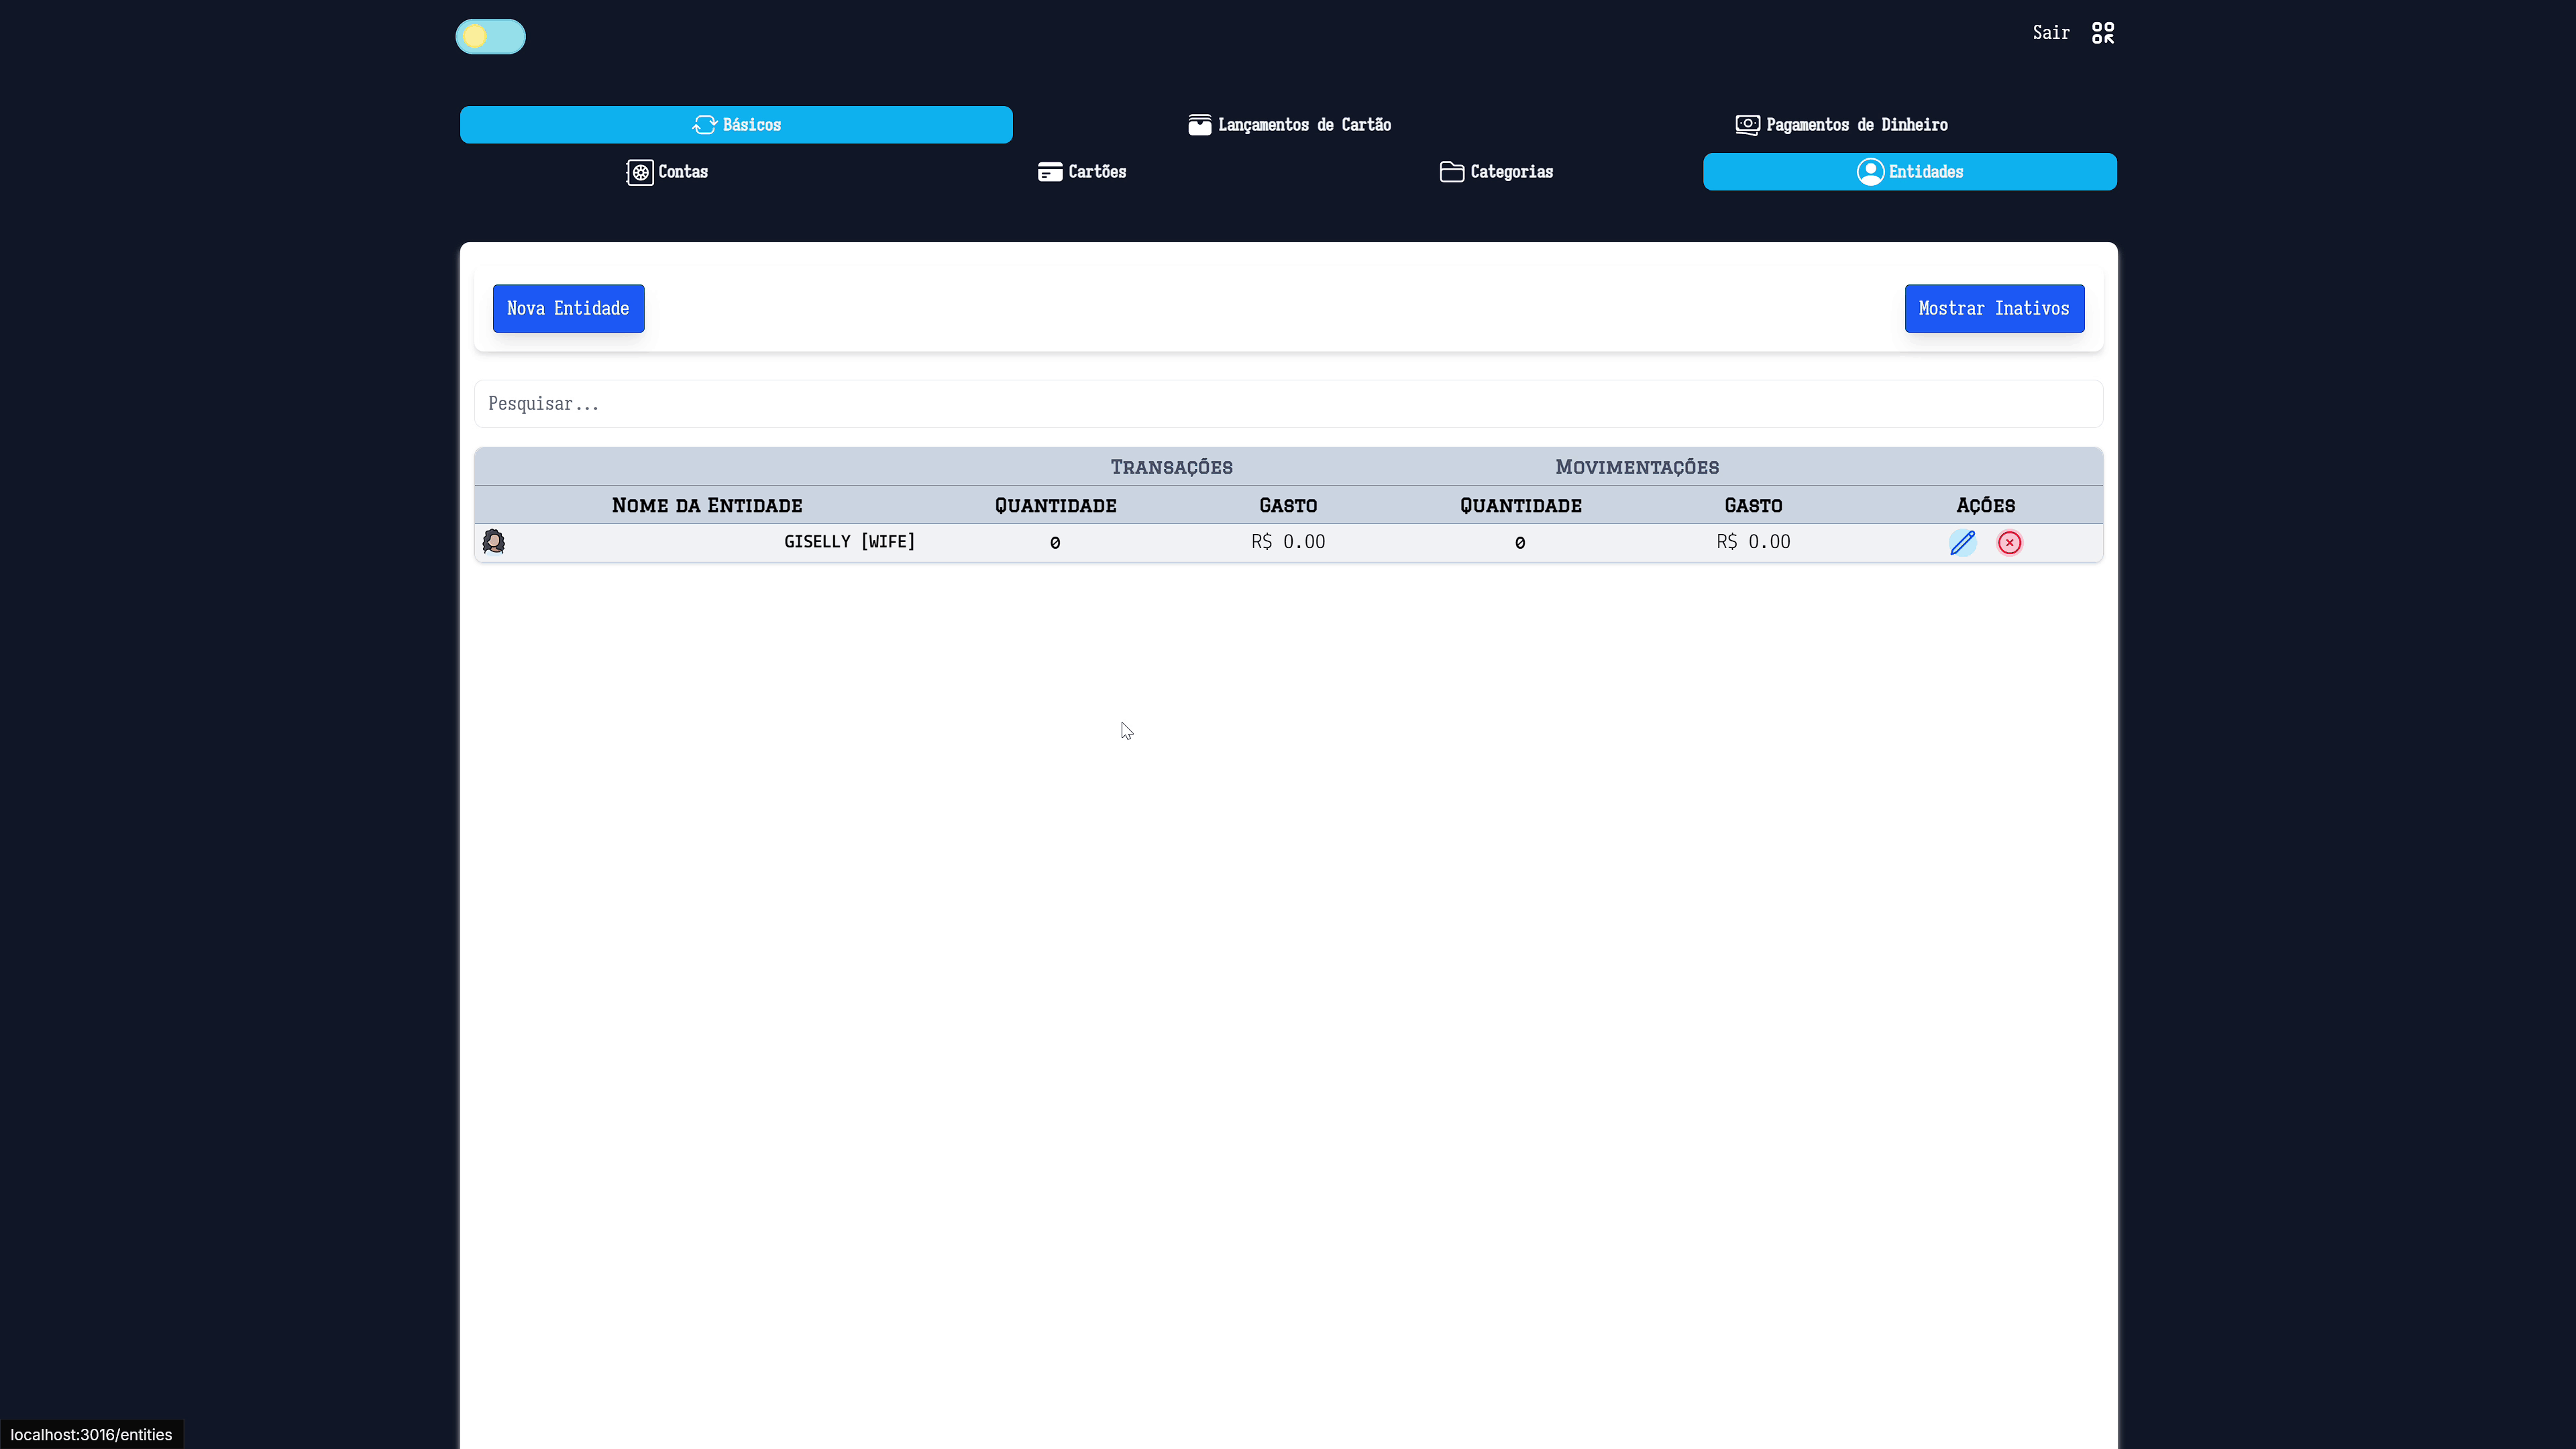 Sair
Básicos
Lançamentos de Cartão
Pagamentos de Dinheiro
Contas
Cartões
Categorias
Entidades
Nova Entidade
Mostrar Inativos
Pesquisar...
Transações Movimentações
Nome da Entidade Quantidade Gasto Quantidade Gasto Ações
GISELLY [WIFE] 0 R$ 0.00 0 R$ 0.00
localhost:3016/entities